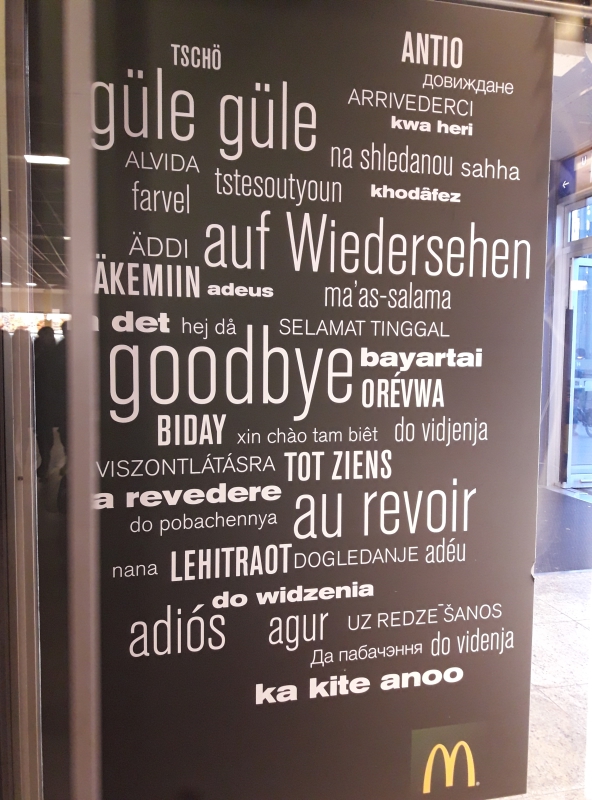 TSCHÖ
ANTIO
довиждане
güle güle
ARRIVEDERCI
kwa heri
ALVIDA
na shledanou sahha
farvel
tstesoutyoun
khodâfez
ÄDDI
auf Wiedersehen
ÄKEMIIN adeus
ma'as-salama
det hej då
SELAMAT TINGGAL
goodbye
bayartai
ORÉVWA
BIDAY
xin chào tam biêt
do vidjenja
VISZONTLÁTÁSRA TOT ZIENS
a revedere
au revoir
do pobachennya
nana LEHITRAOT DOGLEDANJE adéu
do widzenia
adiós
agur
UZ REDZE¯ŠANOS
Да пабачэння do videnja
ka kite anoo